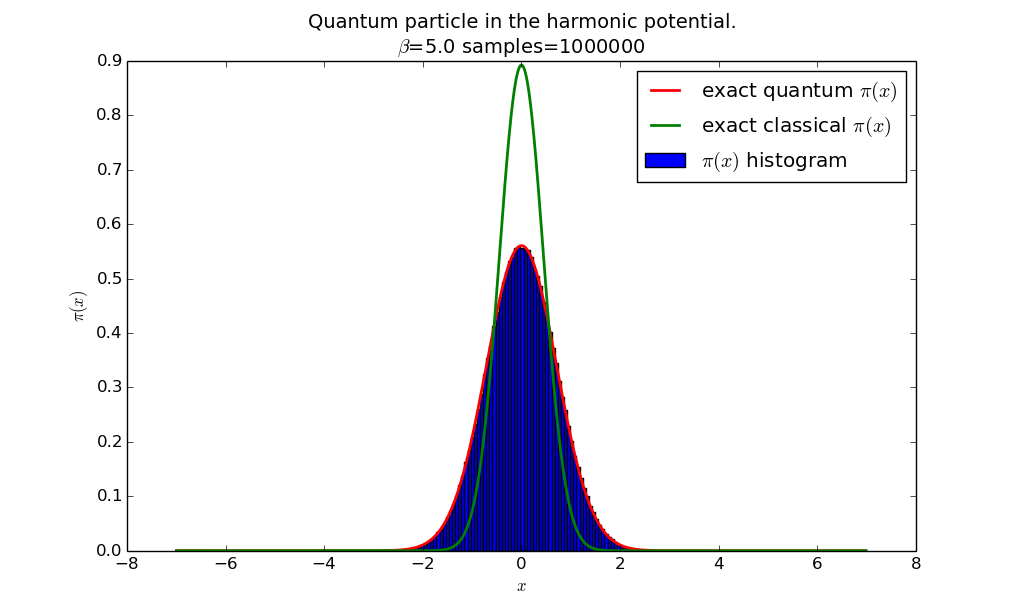 Quantum particle in the harmonic potential.
β=5.0 samples=1000000
exact quantum π(x)
exact classical π(x)
π(x) histogram
π(x)
0.9
0.8
0.7
0.6
0.5
0.4
0.3
0.2
0.1
0.0
−8 −6 −4 −2 0 2 4 6 8
x